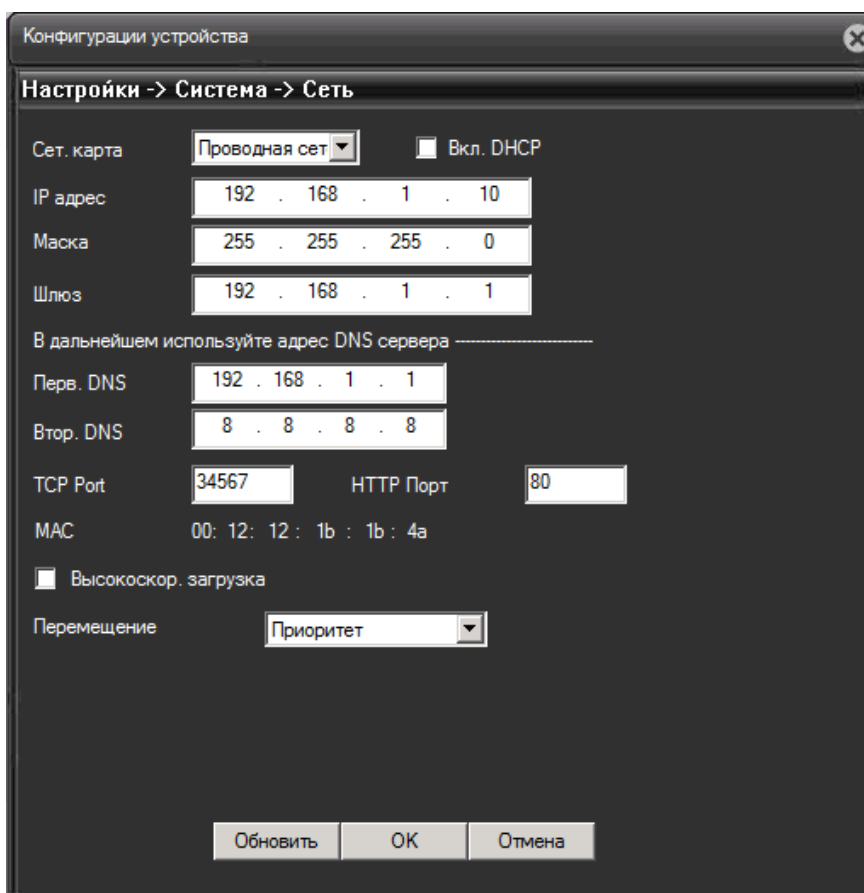 Конфигурации устройства
Настройки -> Система -> Сеть
Сет. карта Проводная сет Вкл. DHCP
IP адрес 192 . 168 . 1 . 10
Маска 255 . 255 . 255 . 0
Шлюз 192 . 168 . 1 . 1
В дальнейшем используйте адрес DNS сервера ----------------------------
Перв. DNS 192 . 168 . 1 . 1
Втор. DNS 8 . 8 . 8 . 8
TCP Port 34567 HTTP Порт 80
MAC 00: 12: 12 : 1b : 1b : 4a
Высокоскор. загрузка
Перемещение Приоритет
Обновить OK Отмена